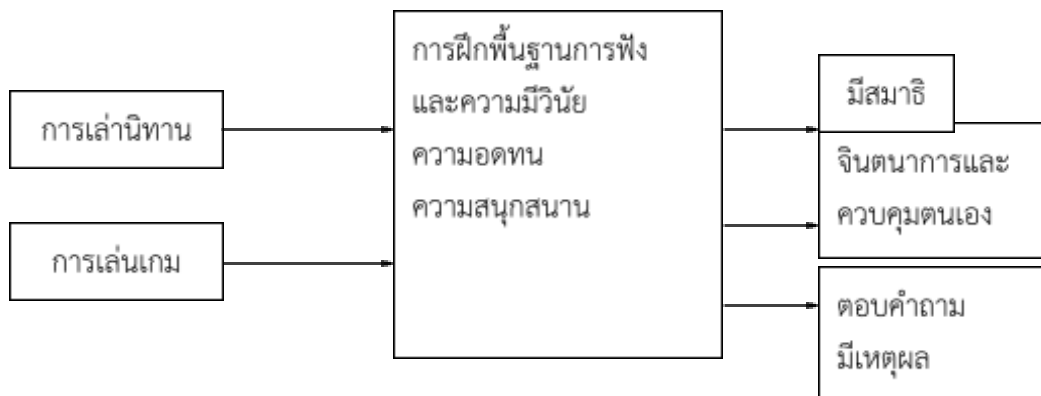 การเล่านิทาน
การเล่นเกม
การฝึกพื้นฐานการฟัง
และความมีวินัย
ความอดทน
ความสนุกสนาน
มีสมาธิ
จินตนาการและ
ควบคุมตนเอง
ตอบคำถาม
มีเหตุผล